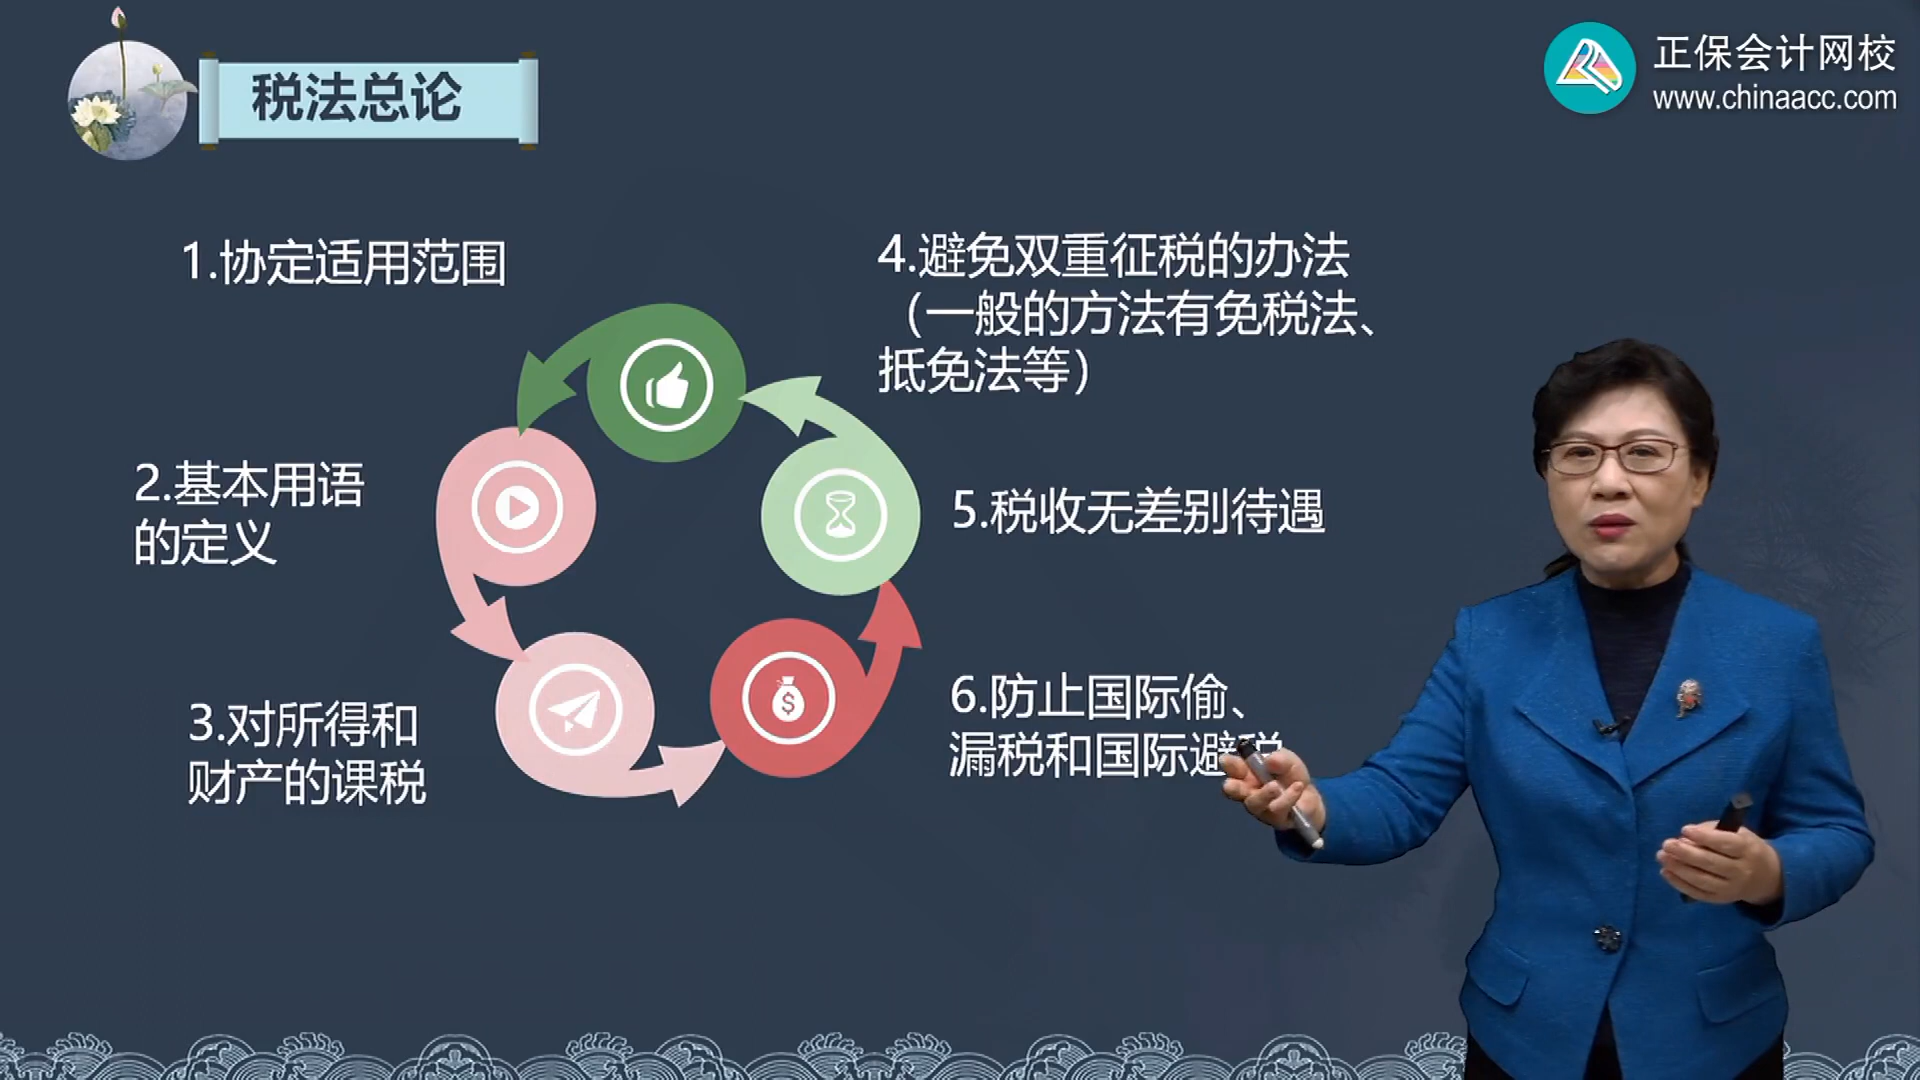 税法总论
正保会计网校
www.chinaacc.com
1.协定适用范围
2.基本用语
的定义
3.对所得和
财产的课税
4.避免双重征税的办法
（一般的方法有免税法、
抵免法等）
5.税收无差别待遇
6.防止国际偷、
漏税和国际避税